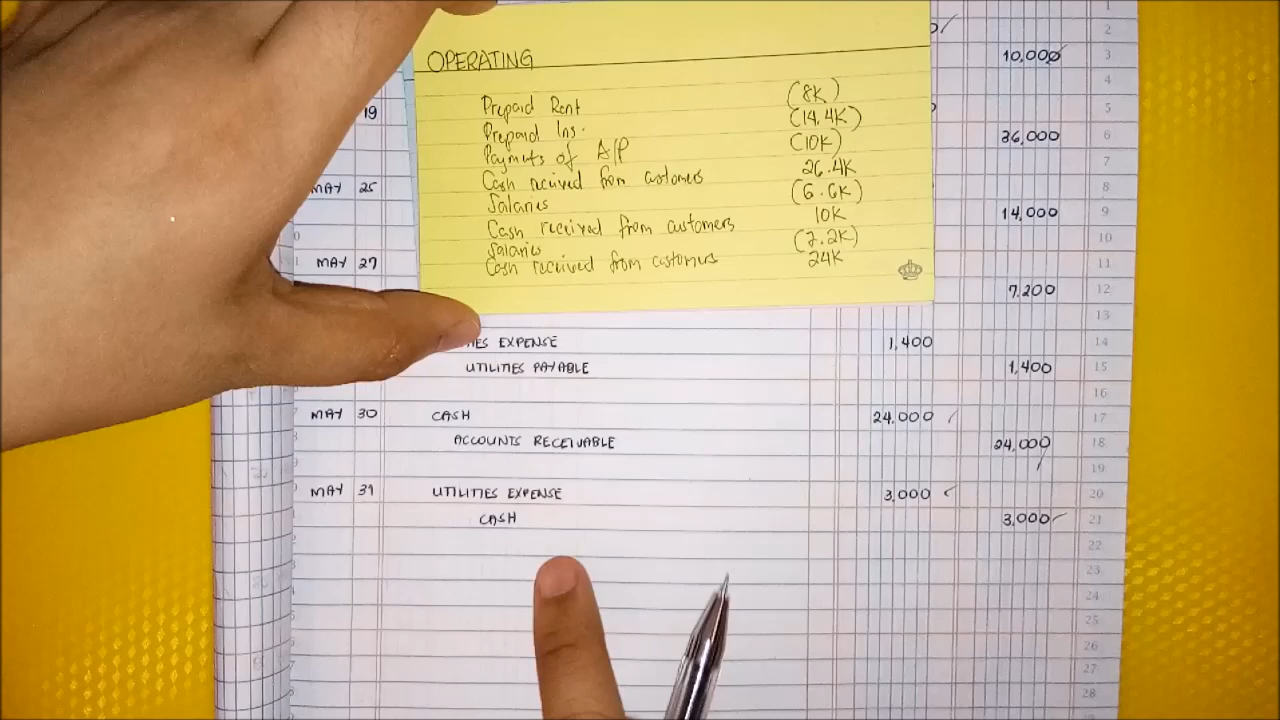 OPERATING
Prepaid Rent (8K)
Prepaid Ins. (14.4K)
Payments of A/P (10K)
Cash received from customers 26.4K
Salaries (6.6K)
Cash received from customers 10K
Salaries (7.2K)
Cash received from customers 24K
1
2
10,000 3
4
19 5
36,000 6
7
MAY 25 8
14,000 9
10
MAY 27 11
7,200 12
13
IES EXPENSE 1,400 14
UTILITIES PAYABLE 1,400 15
16
MAY 30 CASH 24,000 17
ACCOUNTS RECEIVABLE 24,000 18
19
MAY 31 UTILITIES EXPENSE 3,000 20
CASH 3,000 21
22
23
24
25
26
27
28